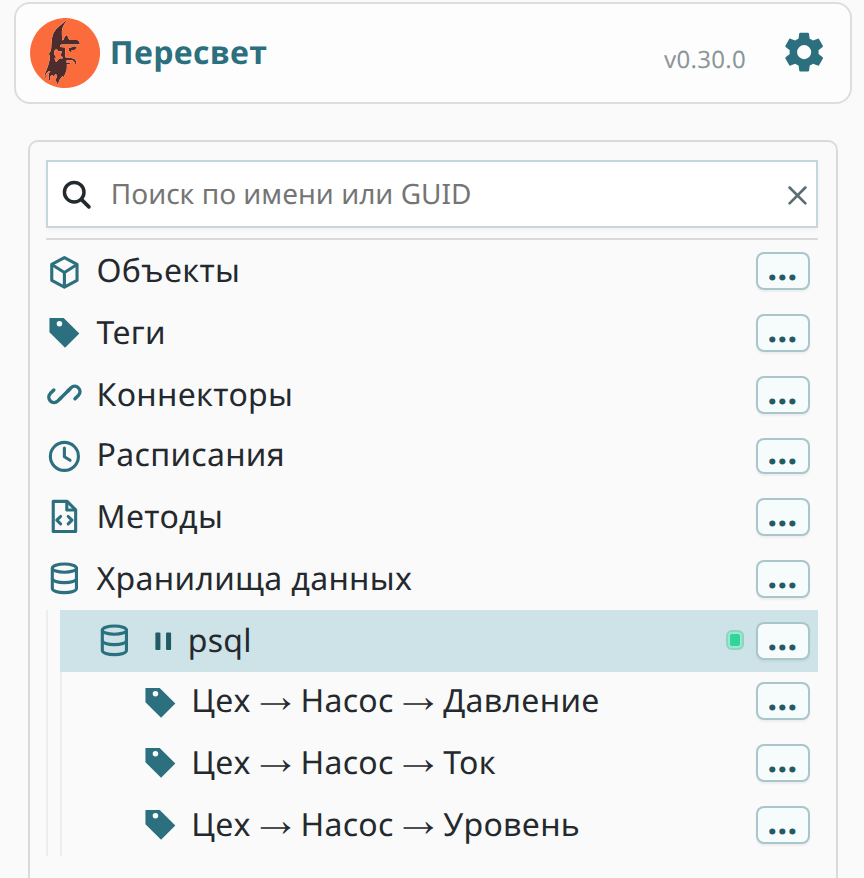 Пересвет
v0.30.0
Поиск по имени или GUID
Объекты
...
Теги
...
Коннекторы
...
Расписания
...
Методы
...
Хранилища данных
...
psql
...
Цех → Насос → Давление
...
Цех → Насос → Ток
...
Цех → Насос → Уровень
...